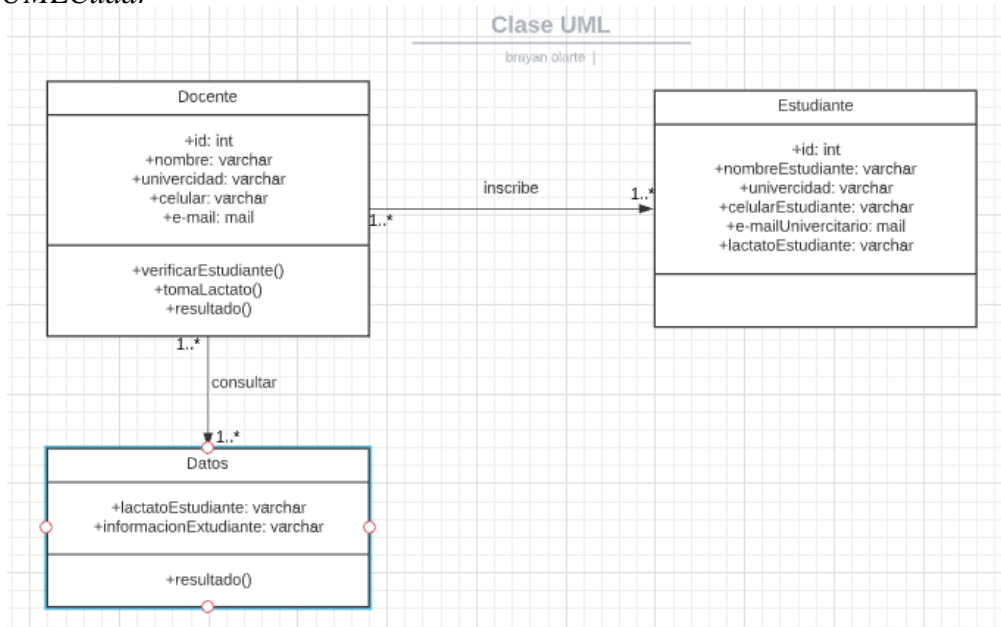 Clase UML
brayan olarte |
Docente
+id: int
+nombre: varchar
+univercidad: varchar
+celular: varchar
+e-mail: mail
+verificarEstudiante()
+tomaLactato()
+resultado()
inscribe
1..*
1..*
Estudiante
+id: int
+nombreEstudiante: varchar
+univercidad: varchar
+celularEstudiante: varchar
+e-mailUnivercitario: mail
+lactatoEstudiante: varchar
1..*
consultar
1..*
Datos
+lactatoEstudiante: varchar
+informacionExtudiante: varchar
+resultado()